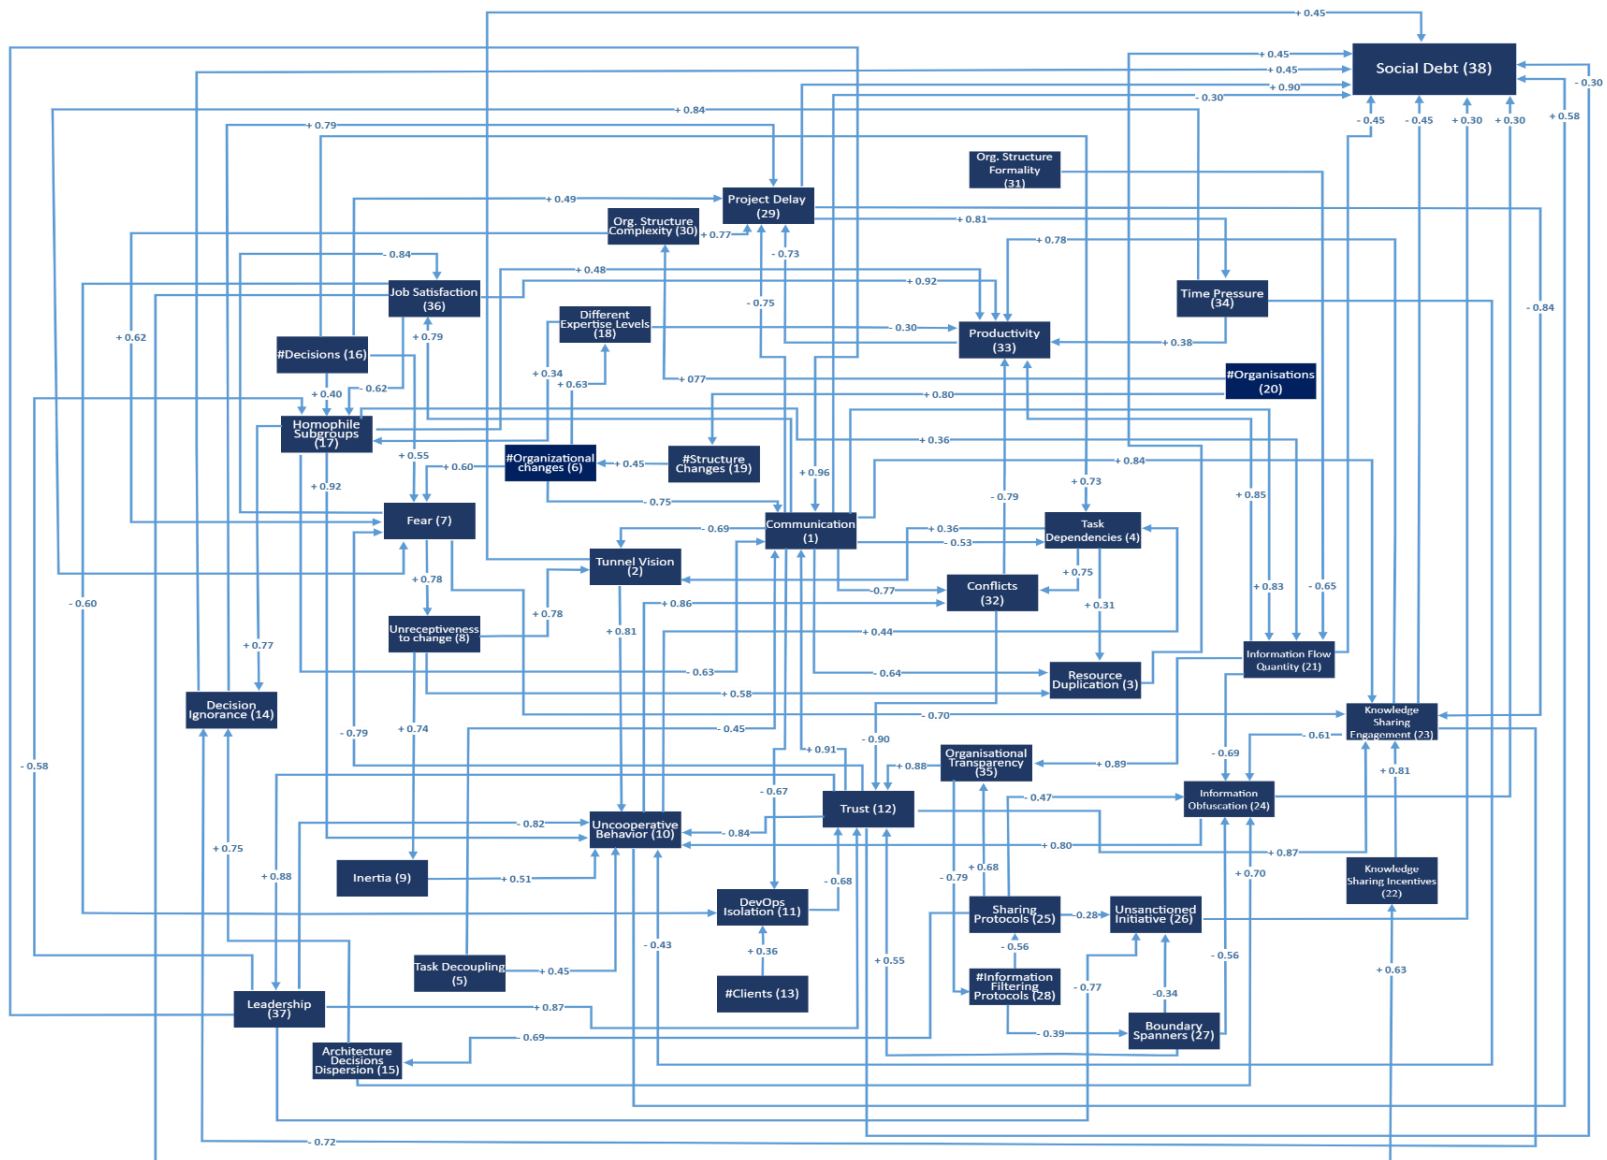 + 0.45
+ 0.45
Social Debt (38)
+ 0.45
- 0.30
+ 0.90
+ 0.84
- 0.30
+ 0.58
- 0.45
- 0.45
+ 0.30
+ 0.30
+ 0.79
Org. Structure
Formality
(31)
Project Delay
(29)
+ 0.49
Org. Structure
Complexity (30)
+ 0.77
+ 0.81
- 0.84
- 0.73
+ 0.78
+ 0.48
Job Satisfaction
(36)
+ 0.92
Time Pressure
(34)
- 0.75
- 0.84
Different
Expertise Levels
(18)
- 0.30
Productivity
(33)
+ 0.62
+ 0.79
+ 0.38
#Decisions (16)
+ 0.34
+ 0.63
+ 077
#Organisations
(20)
- 0.62
+ 0.40
+ 0.80
Homophile
Subgroups
(17)
+ 0.36
+ 0.55
+ 0.60
#Organizational
changes (6)
+ 0.45
#Structure
Changes (19)
+ 0.84
+ 0.96
+ 0.92
- 0.75
+ 0.73
+ 0.85
- 0.79
Fear (7)
Communication
(1)
- 0.69
+ 0.36
Task
Dependencies (4)
- 0.53
Tunnel Vision
(2)
+ 0.75
+ 0.78
Conflicts
(32)
-0.77
+ 0.83
-0.65
- 0.60
+ 0.86
+ 0.78
+ 0.31
Unreceptiveness
to change (8)
+ 0.81
+ 0.44
+ 0.77
Information Flow
Quantity (21)
- 0.63
- 0.64
Resource
Duplication (3)
+ 0.58
Decision
Ignorance (14)
- 0.70
Knowledge
Sharing
Engagement (23)
+ 0.74
- 0.45
- 0.90
- 0.61
- 0.79
+ 0.91
- 0.69
Organisational
Transparency
(35)
+ 0.88
+ 0.89
- 0.58
+ 0.81
- 0.67
- 0.47
Information
Obfuscation (24)
Trust (12)
- 0.82
Uncooperative
Behavior (10)
- 0.84
+ 0.75
+ 0.80
+ 0.87
+ 0.88
Inertia (9)
+ 0.51
- 0.68
- 0.79
+ 0.68
+ 0.70
Knowledge
Sharing Incentives
(22)
DevOps
Isolation (11)
Sharing
Protocols (25)
-0.28
Unsanctioned
Initiative (26)
- 0.43
+ 0.36
- 0.56
- 0.56
+ 0.55
Task Decoupling
(5)
+ 0.45
+ 0.63
#Clients (13)
#Information
Filtering
Protocols (28)
- 0.77
-0.34
Leadership
(37)
+ 0.87
- 0.39
Boundary
Spanners (27)
- 0.69
Architecture
Decisions
Dispersion (15)
- 0.72